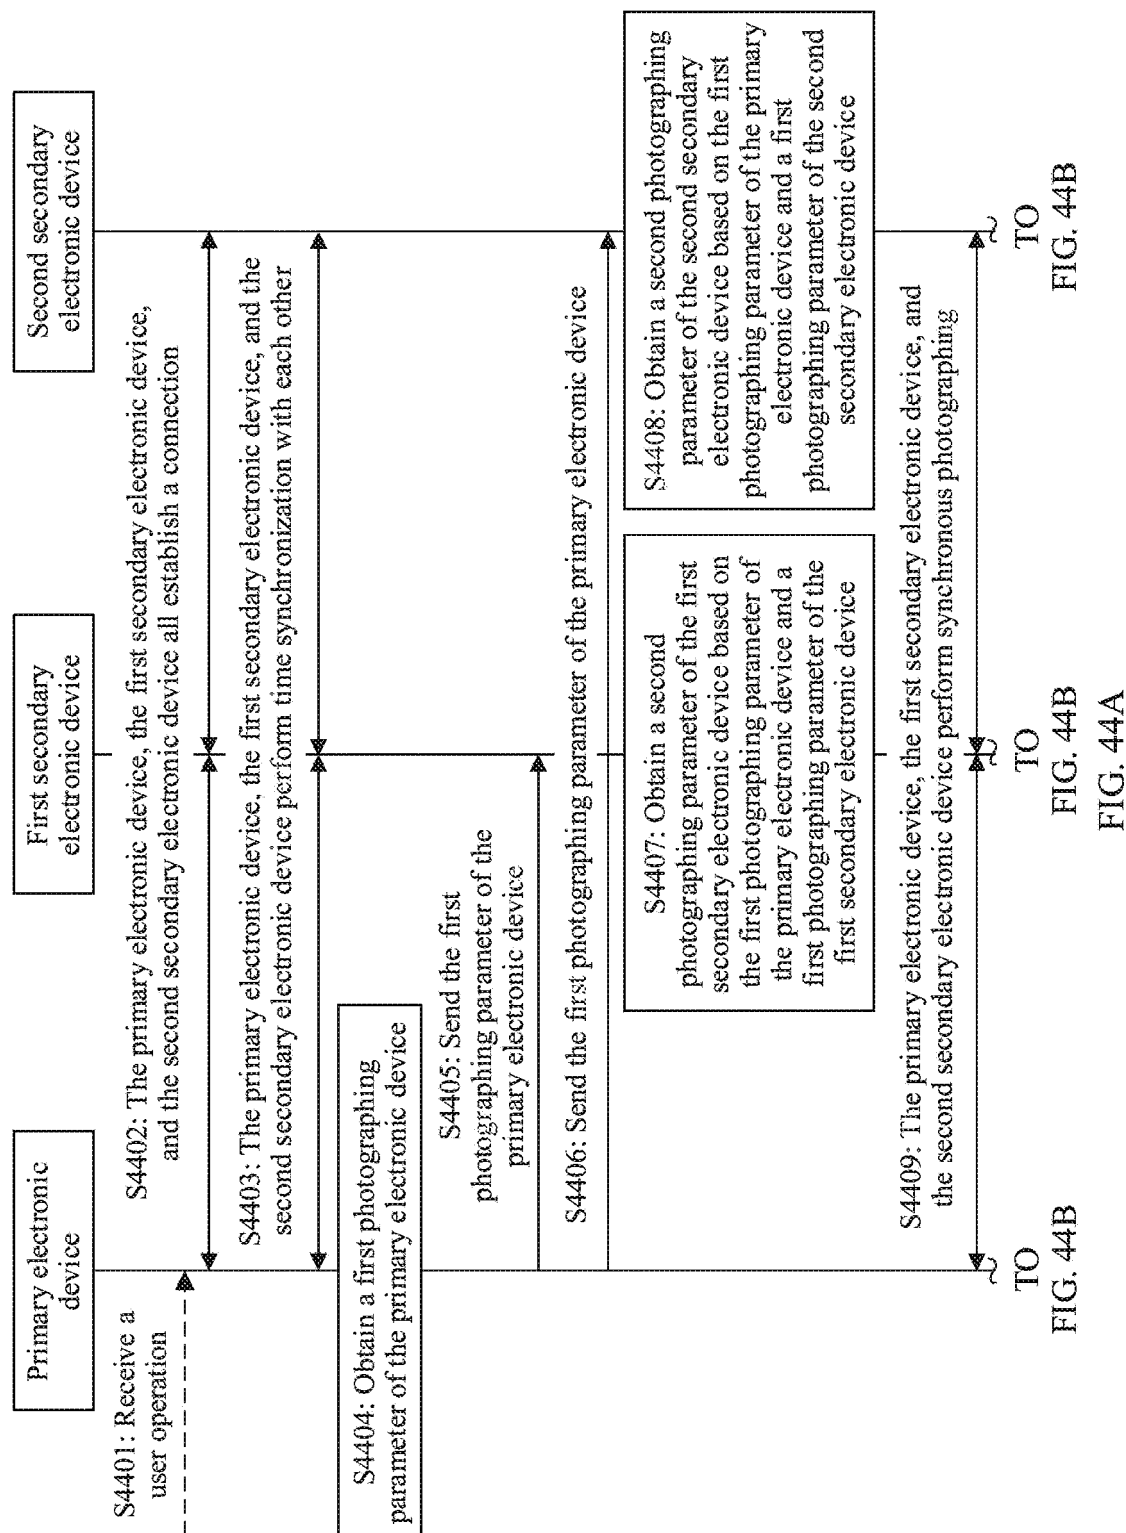 Primary electronic
device
First secondary
electronic device
Second secondary
electronic device
S4401: Receive a
user operation
S4402: The primary electronic device, the first secondary electronic device,
and the second secondary electronic device all establish a connection
S4403: The primary electronic device, the first secondary electronic device, and the
second secondary electronic device perform time synchronization with each other
S4404: Obtain a first photographing
parameter of the primary electronic device
S4405: Send the first
photographing parameter of the
primary electronic device
S4406: Send the first photographing parameter of the primary electronic device
S4407: Obtain a second
photographing parameter of the first
secondary electronic device based on
the first photographing parameter of
the primary electronic device and a
first photographing parameter of the
first secondary electronic device
S4408: Obtain a second photographing
parameter of the second secondary
electronic device based on the first
photographing parameter of the primary
electronic device and a first
photographing parameter of the second
secondary electronic device
S4409: The primary electronic device, the first secondary electronic device, and
the second secondary electronic device perform synchronous photographing
TO
FIG. 44B
TO
FIG. 44B
TO
FIG. 44B
FIG. 44A